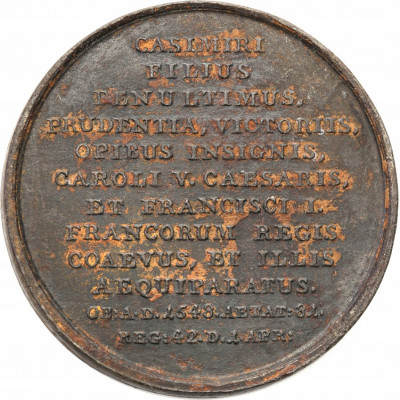 CASIMIRI
FILIUS
PENULTIMUS,
PRUDENTIA, VICTORIIS,
OPIBUS INSIGNIS,
CAROLI V. CAESARIS,
ET FRANCISCI I.
FRANCORUM REGIS
COAEVUS, ET ILLIS
AEQUIPARATUS.
OB: A.D. 1548. AETAT: 81.
REG: 42. D. 1 APR: